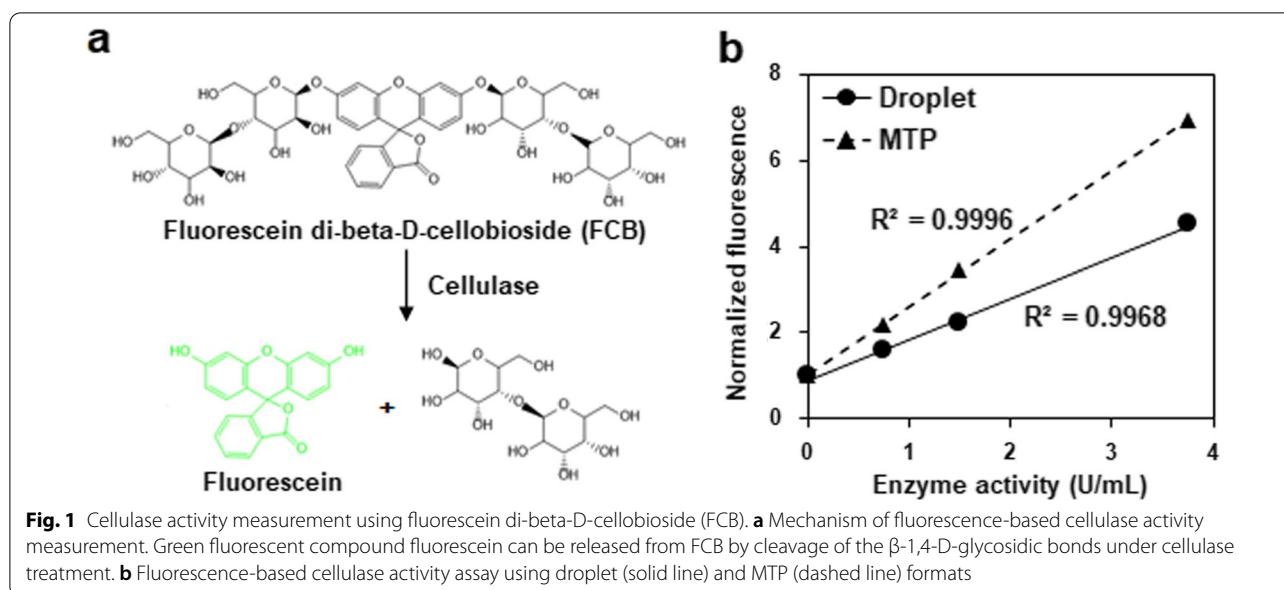 a
HO O OH
Fluorescein di-beta-D-cellobioside (FCB)
Cellulase
HO O OH
+
Fluorescein
b
Normalized fluorescence
8
6
4
2
0
Droplet
MTP
R² = 0.9996
R² = 0.9968
0 1 2 3 4
Enzyme activity (U/mL)
Fig. 1 Cellulase activity measurement using fluorescein di-beta-D-cellobioside (FCB). a Mechanism of fluorescence-based cellulase activity
measurement. Green fluorescent compound fluorescein can be released from FCB by cleavage of the β-1,4-D-glycosidic bonds under cellulase
treatment. b Fluorescence-based cellulase activity assay using droplet (solid line) and MTP (dashed line) formats